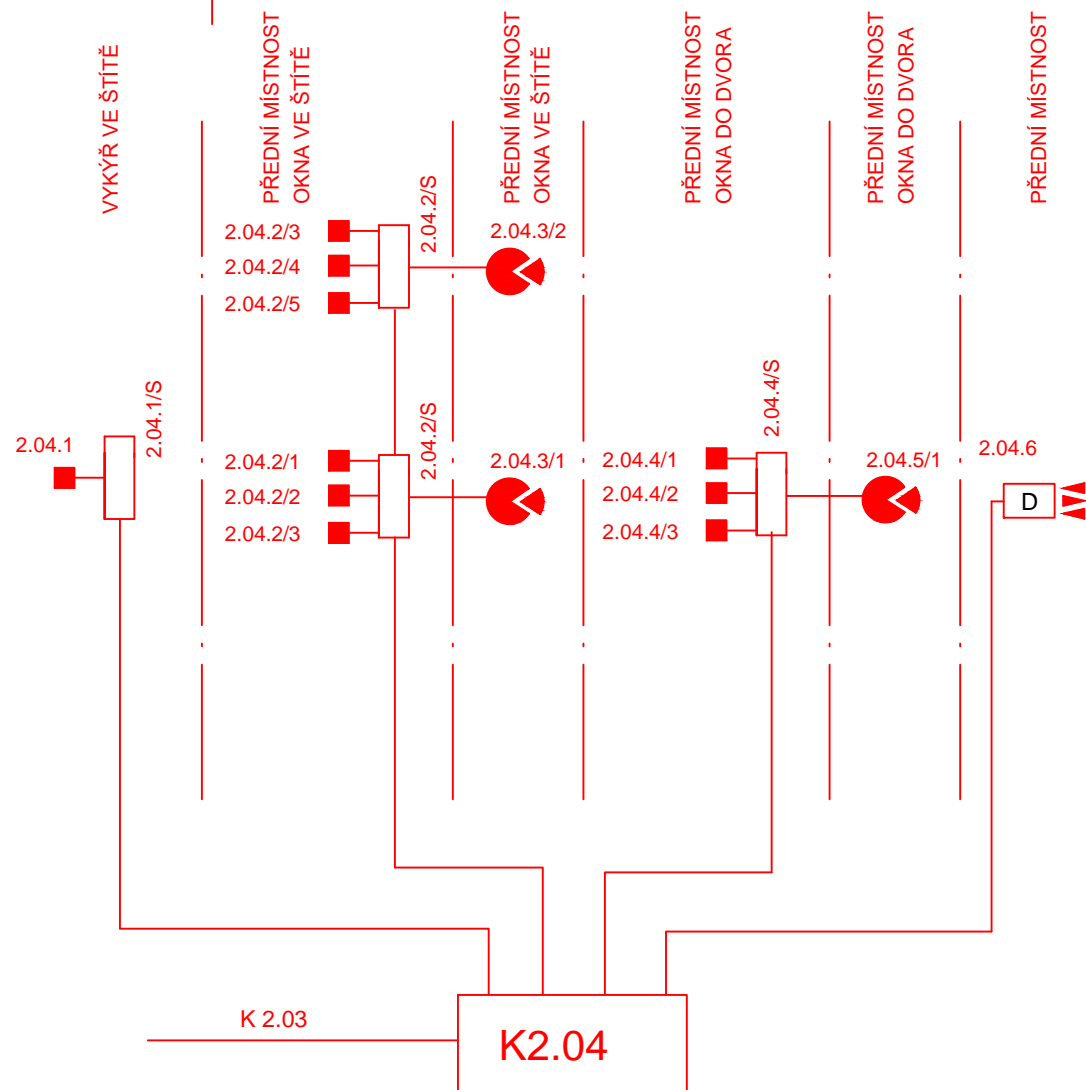 VYKÝŘ VE ŠTÍTĚ
PŘEDNÍ MÍSTNOST
OKNA VE ŠTÍTĚ
PŘEDNÍ MÍSTNOST
OKNA VE ŠTÍTĚ
PŘEDNÍ MÍSTNOST
OKNA DO DVORA
PŘEDNÍ MÍSTNOST
OKNA DO DVORA
PŘEDNÍ MÍSTNOST
2.04.2/3
2.04.2/4
2.04.2/5
2.04.2/S
2.04.3/2
2.04.1
2.04.1/S
2.04.2/1
2.04.2/2
2.04.2/3
2.04.2/S
2.04.3/1
2.04.4/1
2.04.4/2
2.04.4/3
2.04.4/S
2.04.5/1
2.04.6
D
K 2.03
K2.04